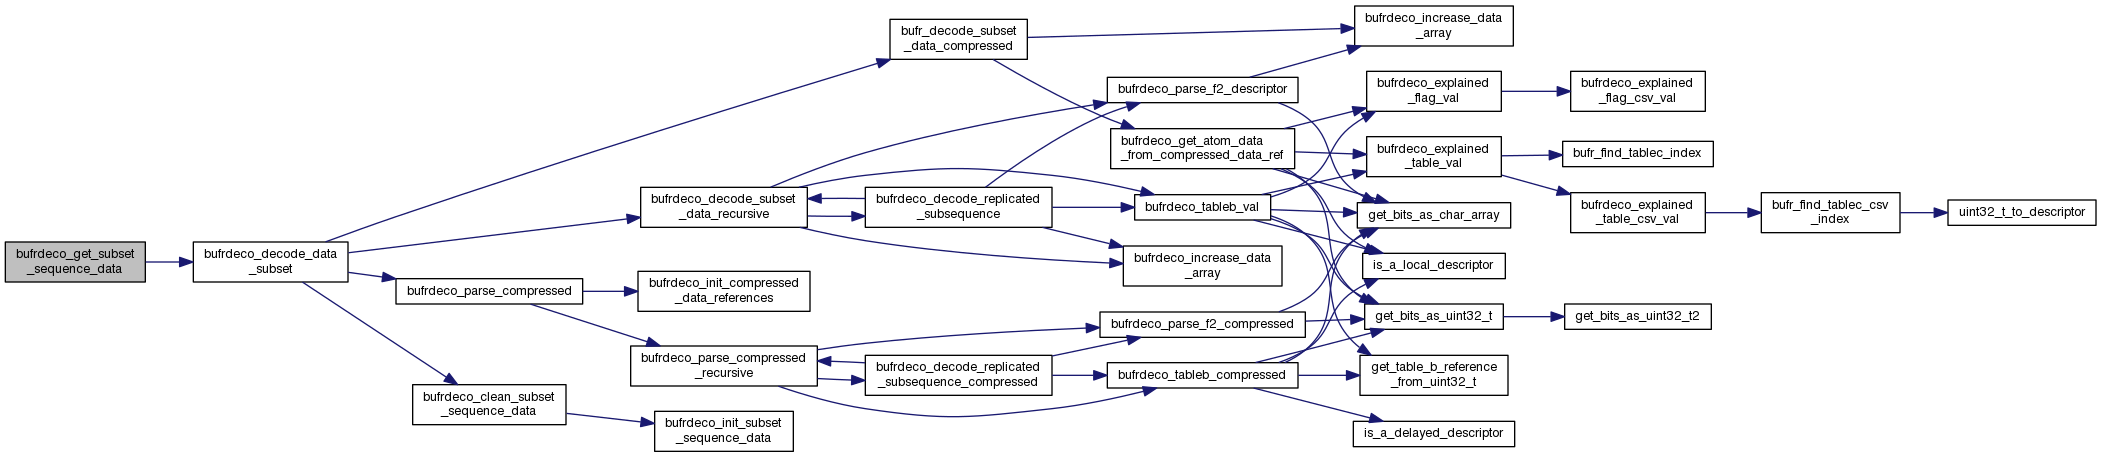 bufrdeco_get_subset
_sequence_data
bufrdeco_decode_data
_subset
bufr_decode_subset
_data_compressed
bufrdeco_decode_subset
_data_recursive
bufrdeco_parse_compressed
bufrdeco_clean_subset
_sequence_data
bufrdeco_init_compressed
_data_references
bufrdeco_parse_compressed
_recursive
bufrdeco_init_subset
_sequence_data
bufrdeco_decode_replicated
_subsequence
bufrdeco_decode_replicated
_subsequence_compressed
bufrdeco_parse_f2_descriptor
bufrdeco_get_atom_data
_from_compressed_data_ref
bufrdeco_tableb_val
bufrdeco_increase_data
_array
bufrdeco_parse_f2_compressed
bufrdeco_tableb_compressed
bufrdeco_increase_data
_array
bufrdeco_explained
_flag_val
bufrdeco_explained
_table_val
get_bits_as_char_array
is_a_local_descriptor
get_bits_as_uint32_t
get_table_b_reference
_from_uint32_t
is_a_delayed_descriptor
bufrdeco_explained
_flag_csv_val
bufr_find_tablec_index
bufrdeco_explained
_table_csv_val
get_bits_as_uint32_t2
bufr_find_tablec_csv
_index
uint32_t_to_descriptor